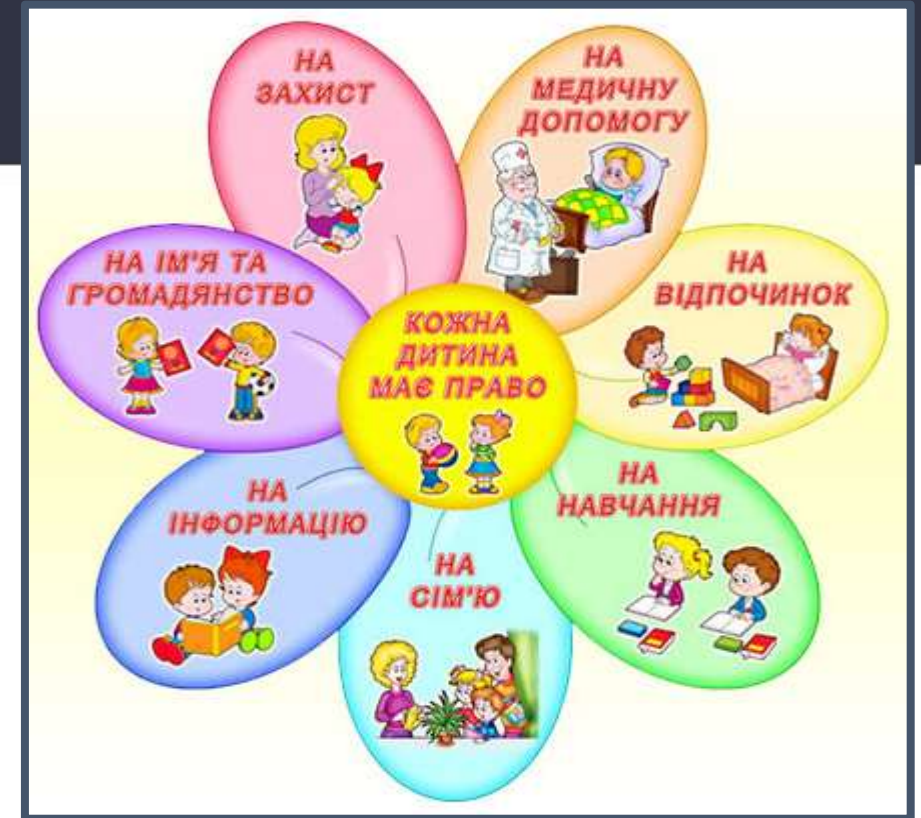 КОЖНА
ДИТИНА
МАЄ ПРАВО
НА
ЗАХИСТ
НА
МЕДИЧНУ
ДОПОМОГУ
НА
ВІДПОЧИНОК
НА
НАВЧАННЯ
НА
СІМ'Ю
НА
ІНФОРМАЦІЮ
НА ІМ'Я ТА
ГРОМАДЯНСТВО